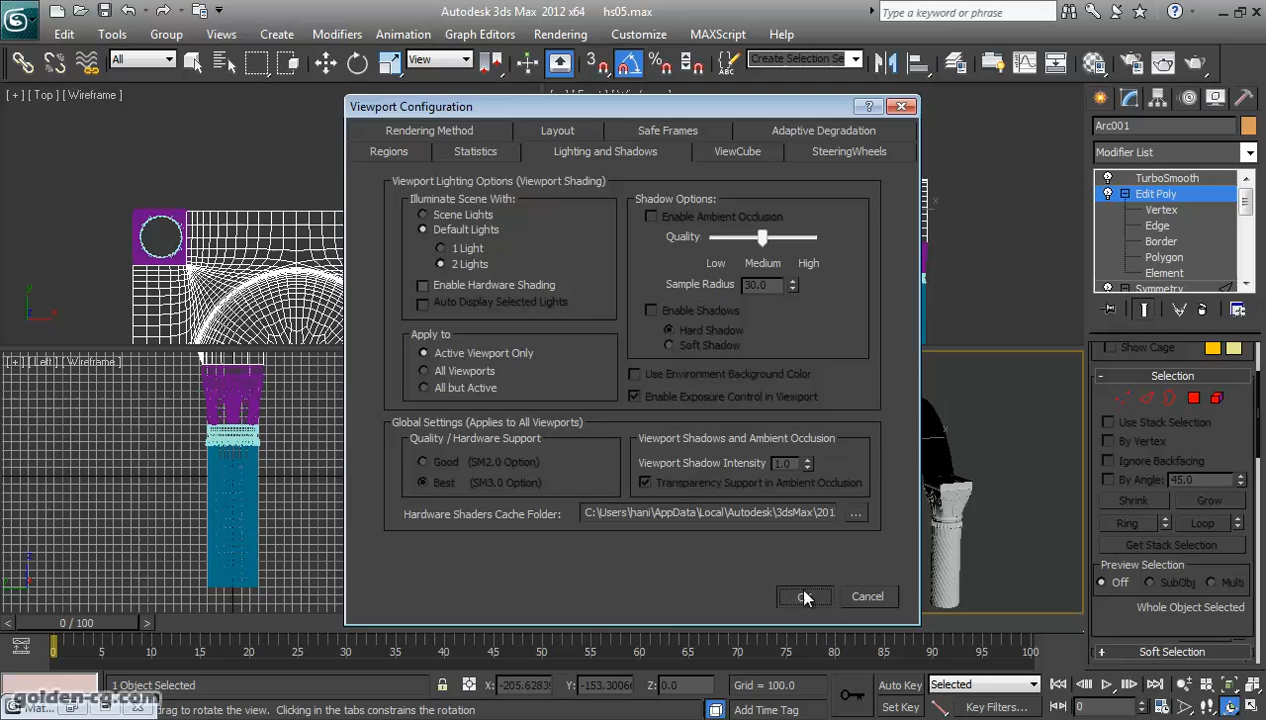 Autodesk 3ds Max 2012 x64 hs05.max
Type a keyword or phrase
Edit Tools Group Views Create Modifiers Animation Graph Editors Rendering Customize MAXScript Help
All View Create Selection Se
[ + ] [ Top ] [ Wireframe ]
Viewport Configuration
Rendering Method Layout Safe Frames Adaptive Degradation
Regions Statistics Lighting and Shadows ViewCube SteeringWheels
Viewport Lighting Options (Viewport Shading)
Illuminate Scene With:
Scene Lights
Default Lights
1 Light
2 Lights
Enable Hardware Shading
Auto Display Selected Lights
Apply to
Active Viewport Only
All Viewports
All but Active
Shadow Options:
Enable Ambient Occlusion
Quality:
Low Medium High
Sample Radius 30.0
Enable Shadows
Hard Shadow
Soft Shadow
Use Environment Background Color
Enable Exposure Control in Viewport
Global Settings (Applies to All Viewports)
Quality / Hardware Support
Good (SM2.0 Option)
Best (SM3.0 Option)
Viewport Shadows and Ambient Occlusion
Viewport Shadow Intensity 1.0
Transparency Support in Ambient Occlusion
Hardware Shaders Cache Folder: C:\Users\hani\AppData\Local\Autodesk\3dsMax\201 ...
Cancel
[ + ] [ Left ] [ Wireframe ]
Arc001
Modifier List
TurboSmooth
Edit Poly
Vertex
Edge
Border
Polygon
Element
Symmetry
Show Cage
Selection
Use Stack Selection
By Vertex
Ignore Backfacing
By Angle: 45.0
Shrink Grow
Ring Loop
Get Stack Selection
Preview Selection
Off SubObj Multi
Whole Object Selected
Soft Selection
< 0 / 100 >
0 5 10 15 20 25 30 35 40 45 50 55 60 65 70 75 80 85 90 95 100
1 Object Selected X: -205.6283 Y: -153.3006 Z: 0.0 Grid = 100.0 Auto Key Selected
golden-cg.com
Mat...
drag to rotate the view. Clicking in the tabs constrains the rotation Add Time Tag Set Key Key Filters... 0